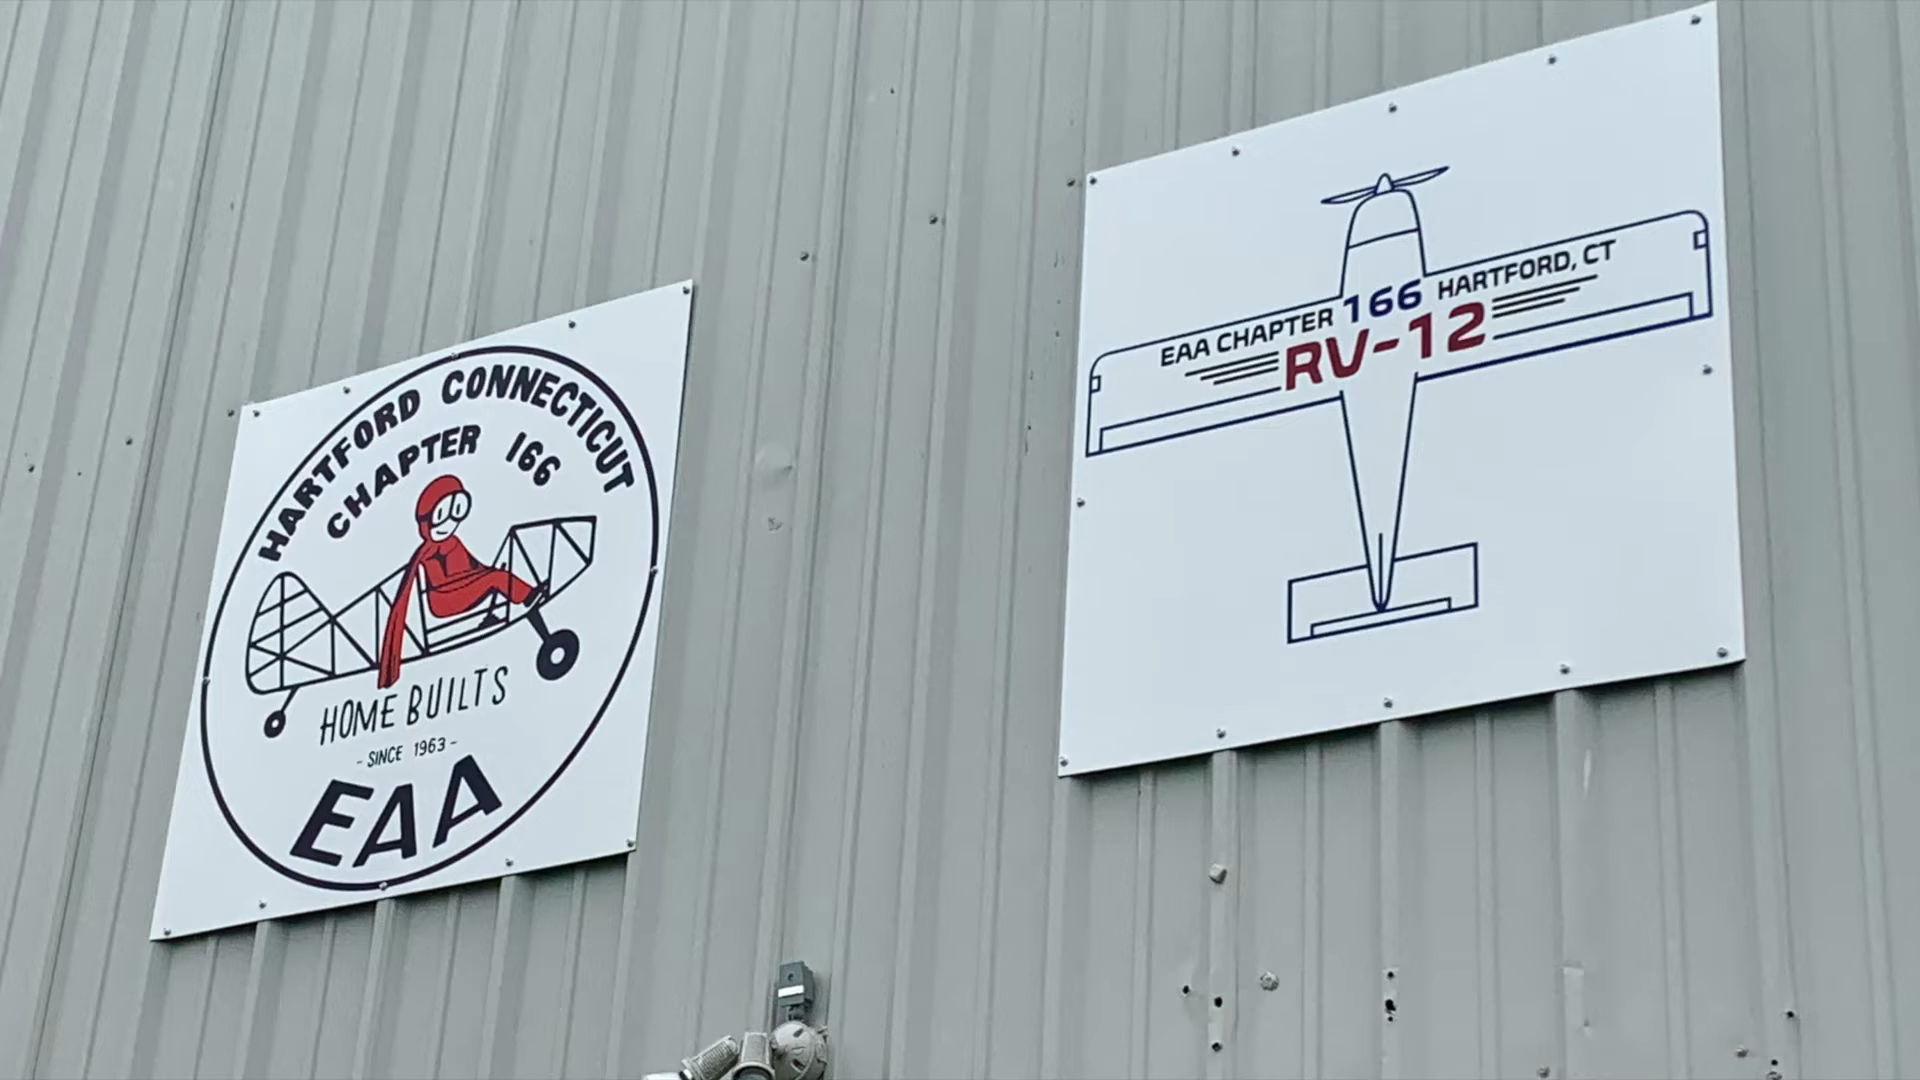 HARTFORD CONNECTICUT
CHAPTER 166
HOME BUILTS
- SINCE 1963 -
EAA
EAA CHAPTER 166 HARTFORD, CT
RV-12